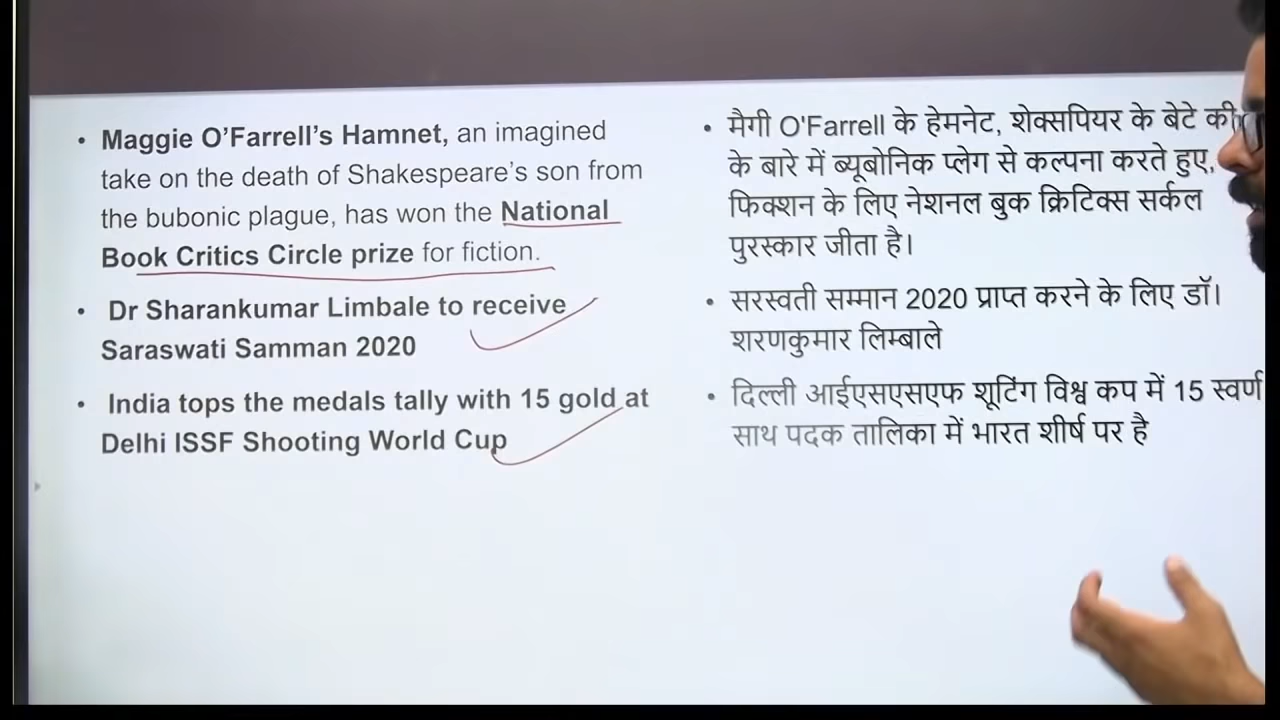 • Maggie O'Farrell's Hamnet, an imagined
take on the death of Shakespeare's son from
the bubonic plague, has won the National
Book Critics Circle prize for fiction.
• Dr Sharankumar Limbale to receive
Saraswati Samman 2020
• India tops the medals tally with 15 gold at
Delhi ISSF Shooting World Cup
• मैगी O'Farrell के हेमनेट, शेक्सपियर के बेटे की
के बारे में ब्यूबोनिक प्लेग से कल्पना करते हुए,
फिक्शन के लिए नेशनल बुक क्रिटिक्स सर्कल
पुरस्कार जीता है।
• सरस्वती सम्मान 2020 प्राप्त करने के लिए डॉ।
शरणकुमार लिम्बाले
• दिल्ली आईएसएसएफ शूटिंग विश्व कप में 15 स्वर्ण
साथ पदक तालिका में भारत शीर्ष पर है